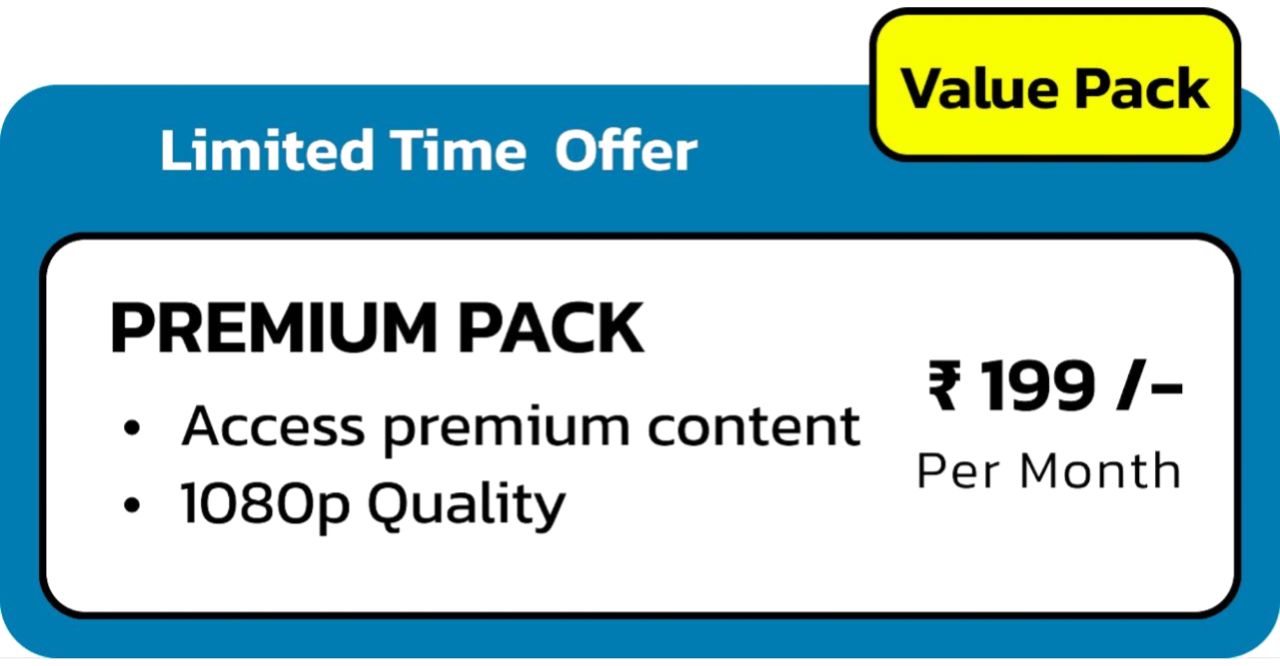 Value Pack
Limited Time Offer
PREMIUM PACK
• Access premium content
• 1080p Quality
₹ 199 /-
Per Month